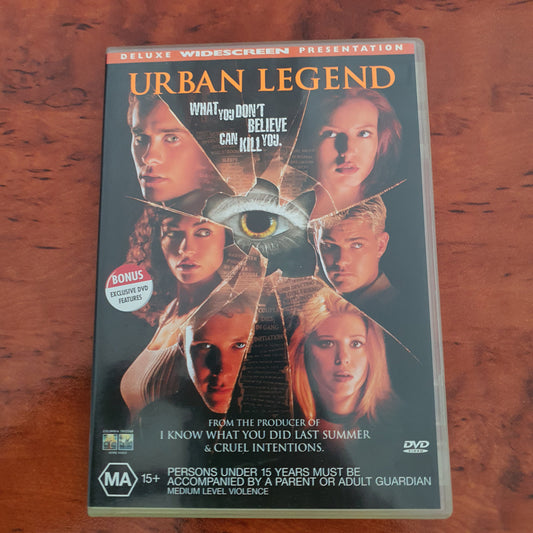 DELUXE WIDESCREEN PRESENTATION
URBAN LEGEND
WHAT YOU DON'T
BELIEVE
CAN KILL YOU.
BONUS
EXCLUSIVE DVD
FEATURES
FROM THE PRODUCER OF
I KNOW WHAT YOU DID LAST SUMMER
& CRUEL INTENTIONS.
DVD
VIDEO
MA 15+
PERSONS UNDER 15 YEARS MUST BE
ACCOMPANIED BY A PARENT OR ADULT GUARDIAN
MEDIUM LEVEL VIOLENCE